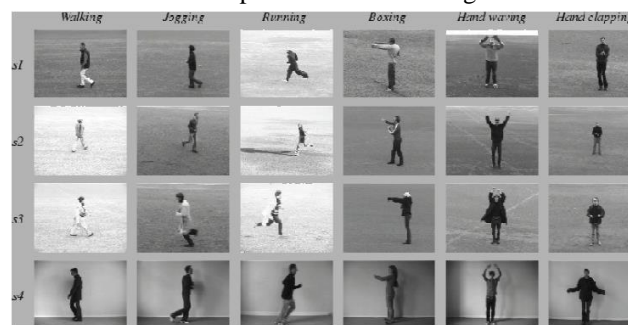 Walking Jogging Running Boxing Hand waving Hand clapping
s1
s2
s3
s4